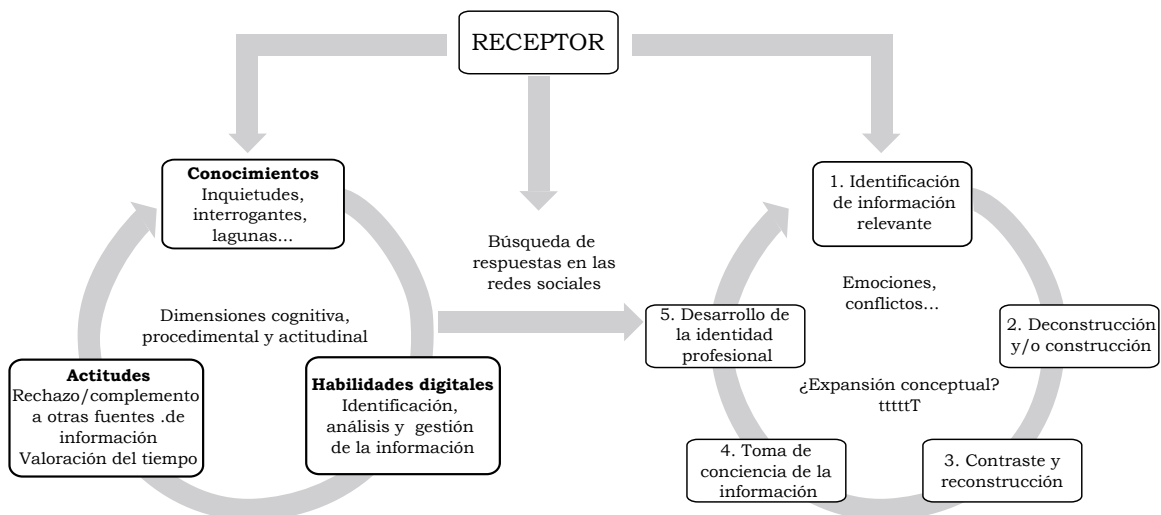 RECEPTOR
Conocimientos
Inquietudes,
interrogantes,
lagunas...
Dimensiones cognitiva,
procedimental y actitudinal
Actitudes
Rechazo/complemento
a otras fuentes .de
información
Valoración del tiempo
Habilidades digitales
Identificación,
análisis y gestión
de la información
Búsqueda de
respuestas en las
redes sociales
1. Identificación
de información
relevante
Emociones,
conflictos...
2. Deconstrucción
y/o construcción
¿Expansión conceptual?
tttttT
3. Contraste y
reconstrucción
4. Toma de
conciencia de la
información
5. Desarrollo de
la identidad
profesional